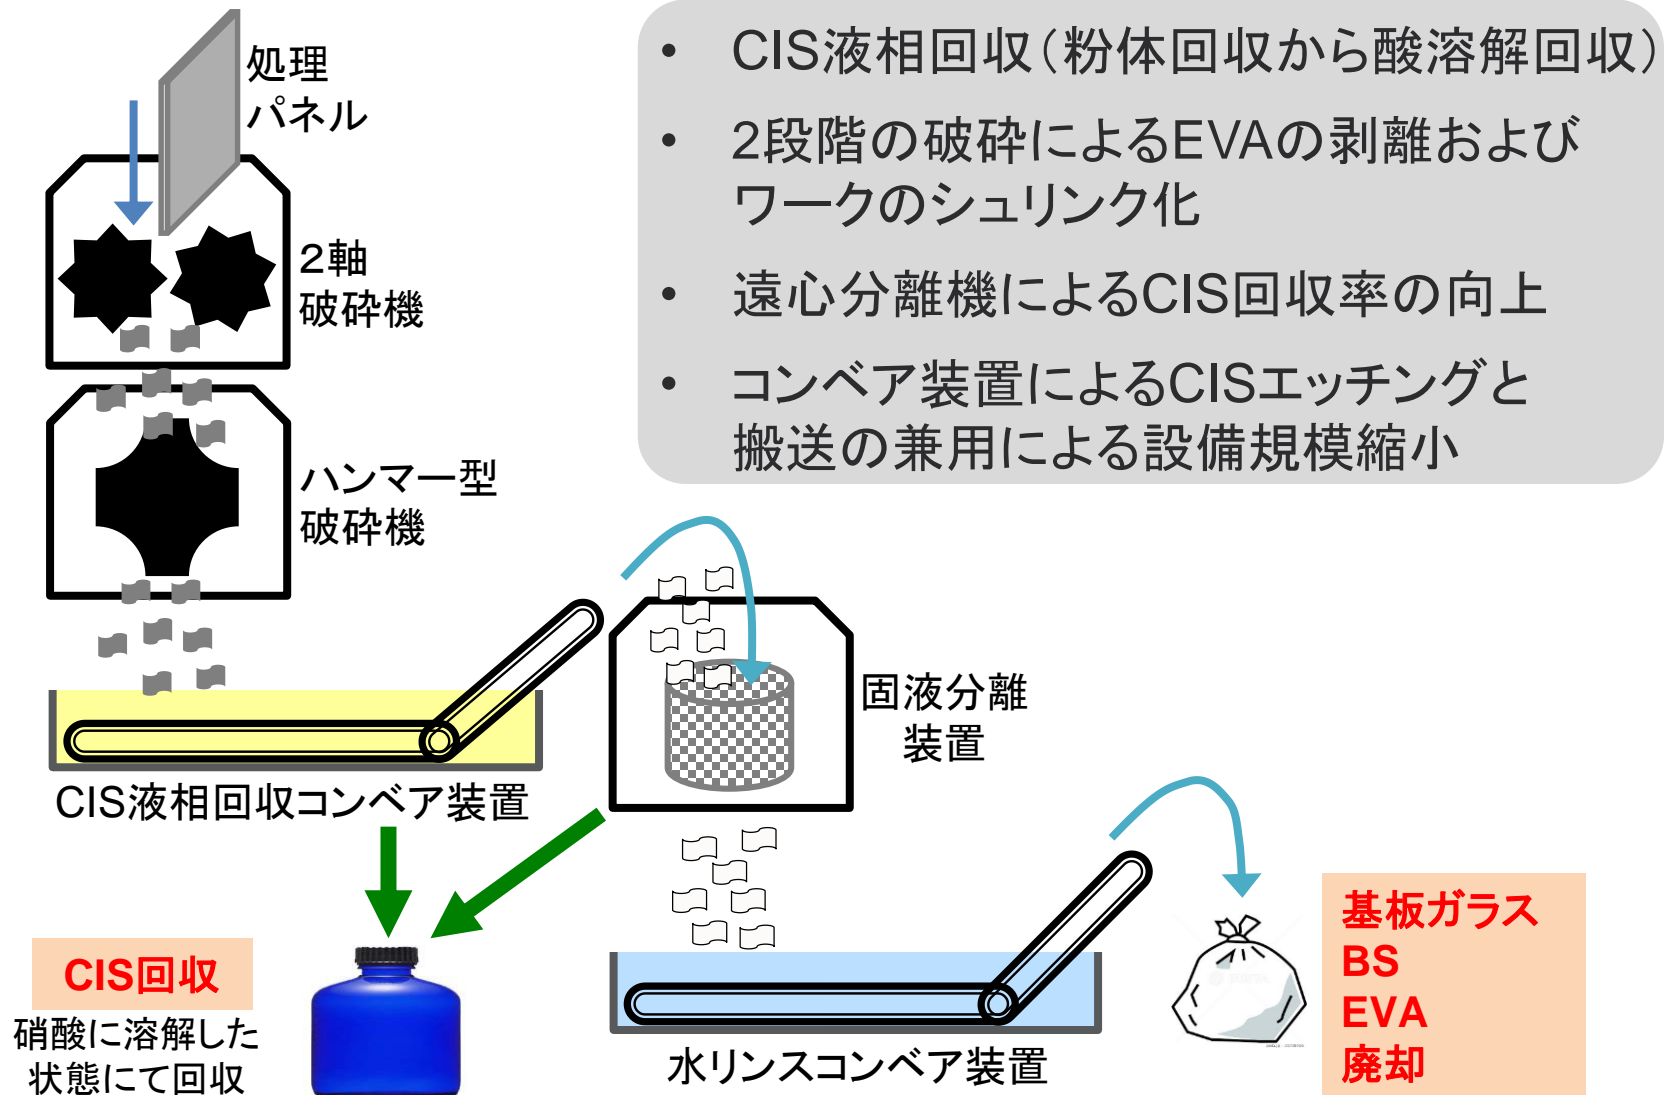 処理
パネル
• CIS液相回収（粉体回収から酸溶解回収）
• 2段階の破砕によるEVAの剥離および
ワークのシュリンク化
• 遠心分離機によるCIS回収率の向上
• コンベア装置によるCISエッチングと
搬送の兼用による設備規模縮小
２軸
破砕機
ハンマー型
破砕機
固液分離
装置
CIS液相回収コンベア装置
CIS回収
硝酸に溶解した
状態にて回収
水リンスコンベア装置
基板ガラス
BS
EVA
廃却